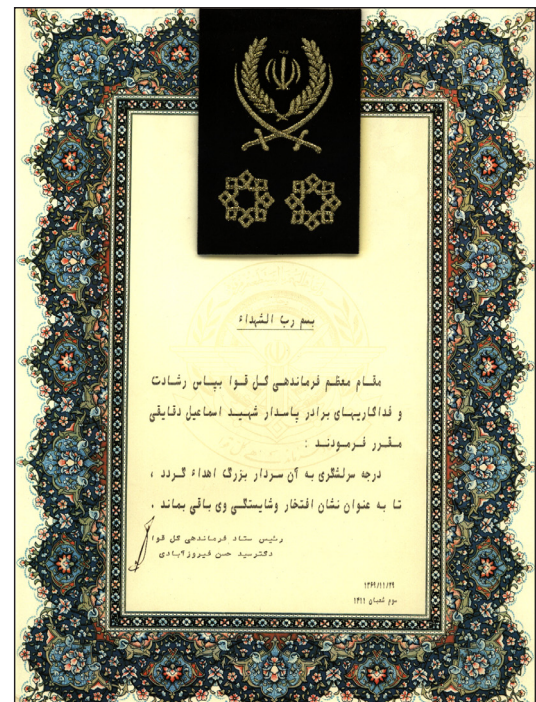 بسم رب الشهداء
مقام معظم فرماندهی کل قوا بپاس رشادت
و فداکاریهای برادر پاسدار شهید اسماعیل دقایقی
مقرر فرمودند :
درجه سرلشگری به آن سردار بزرگ اهداء گردد ،
تا به عنوان نشان افتخار وشایستگی وی باقی بماند .
رئیس ستاد فرماندهی کل قوا
دکترسید حسن فیروزآبادی
۱۳۶۹/۱۱/۲۹
سوم شعبان ۱۴۱۱